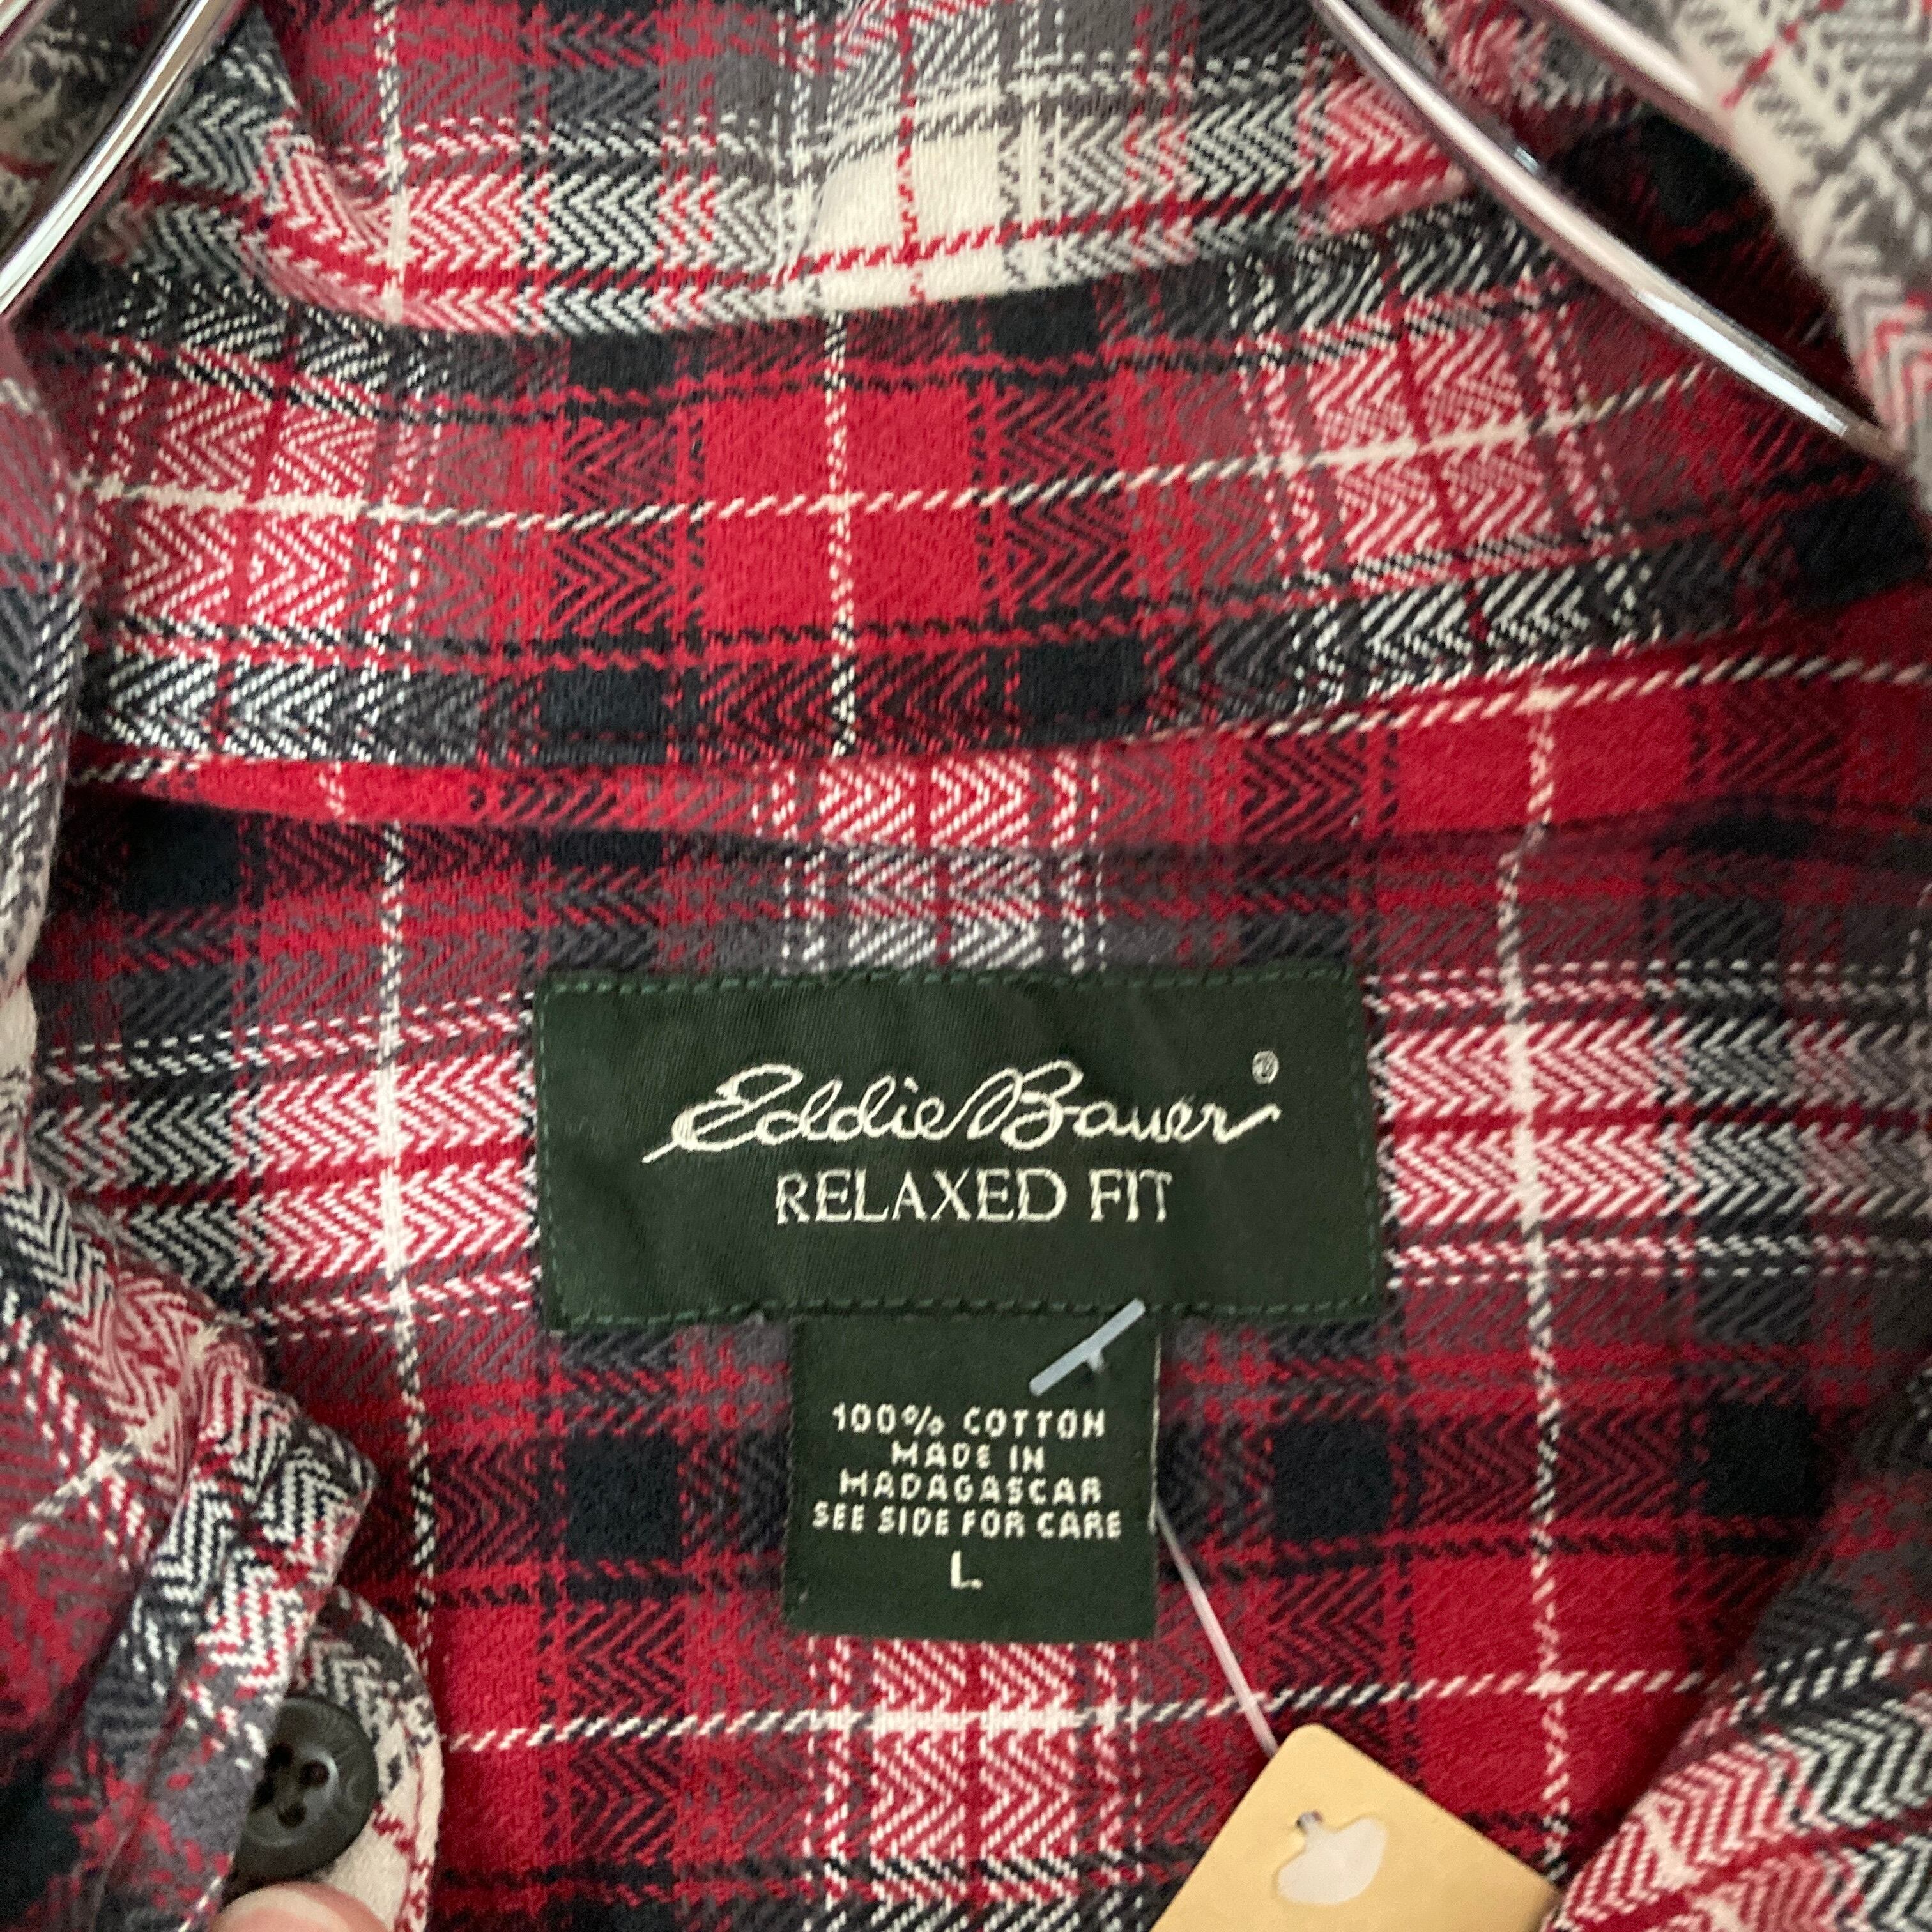 Eddie Bauer®
RELAXED FIT
100% COTTON
MADE IN
MADAGASCAR
SEE SIDE FOR CARE
L